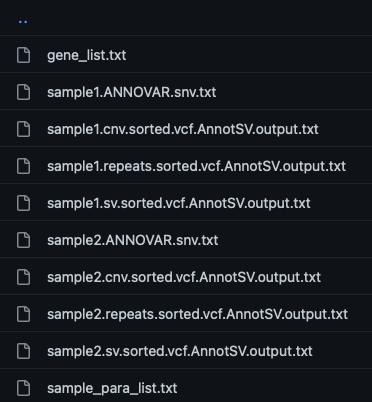 ..
gene_list.txt
sample1.ANNOVAR.snv.txt
sample1.cnv.sorted.vcf.AnnotSV.output.txt
sample1.repeats.sorted.vcf.AnnotSV.output.txt
sample1.sv.sorted.vcf.AnnotSV.output.txt
sample2.ANNOVAR.snv.txt
sample2.cnv.sorted.vcf.AnnotSV.output.txt
sample2.repeats.sorted.vcf.AnnotSV.output.txt
sample2.sv.sorted.vcf.AnnotSV.output.txt
sample_para_list.txt